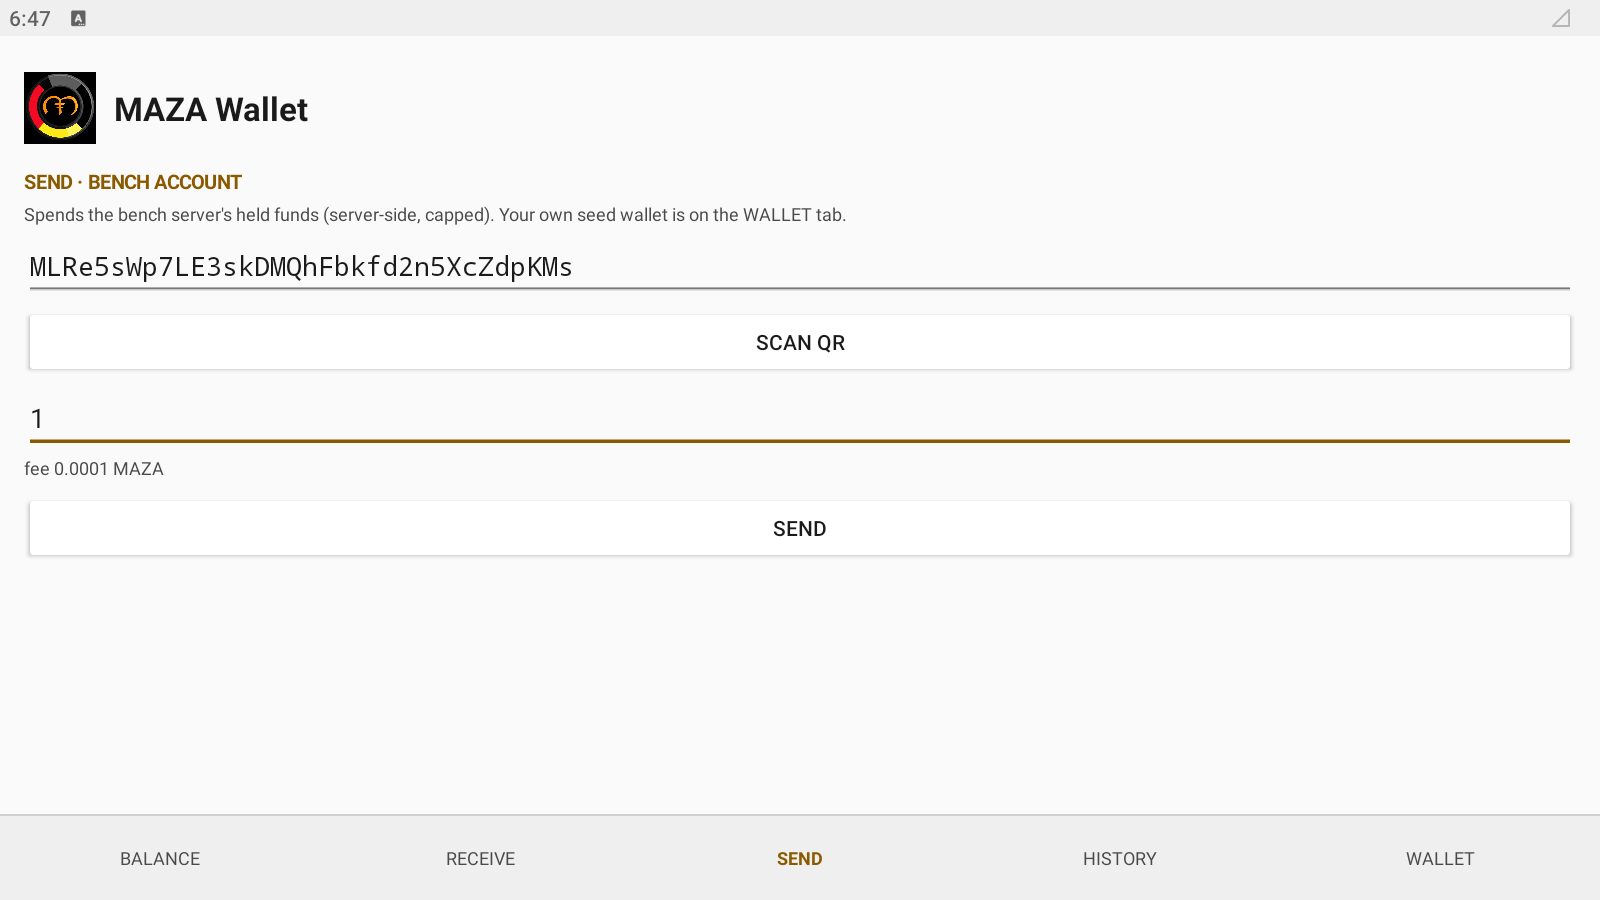 6:47
MAZA Wallet
SEND · BENCH ACCOUNT
Spends the bench server's held funds (server-side, capped). Your own seed wallet is on the WALLET tab.
MLRe5sWp7LE3skDMQhFbkfd2n5XcZdpKMs
SCAN QR
1
fee 0.0001 MAZA
SEND
BALANCE RECEIVE SEND HISTORY WALLET